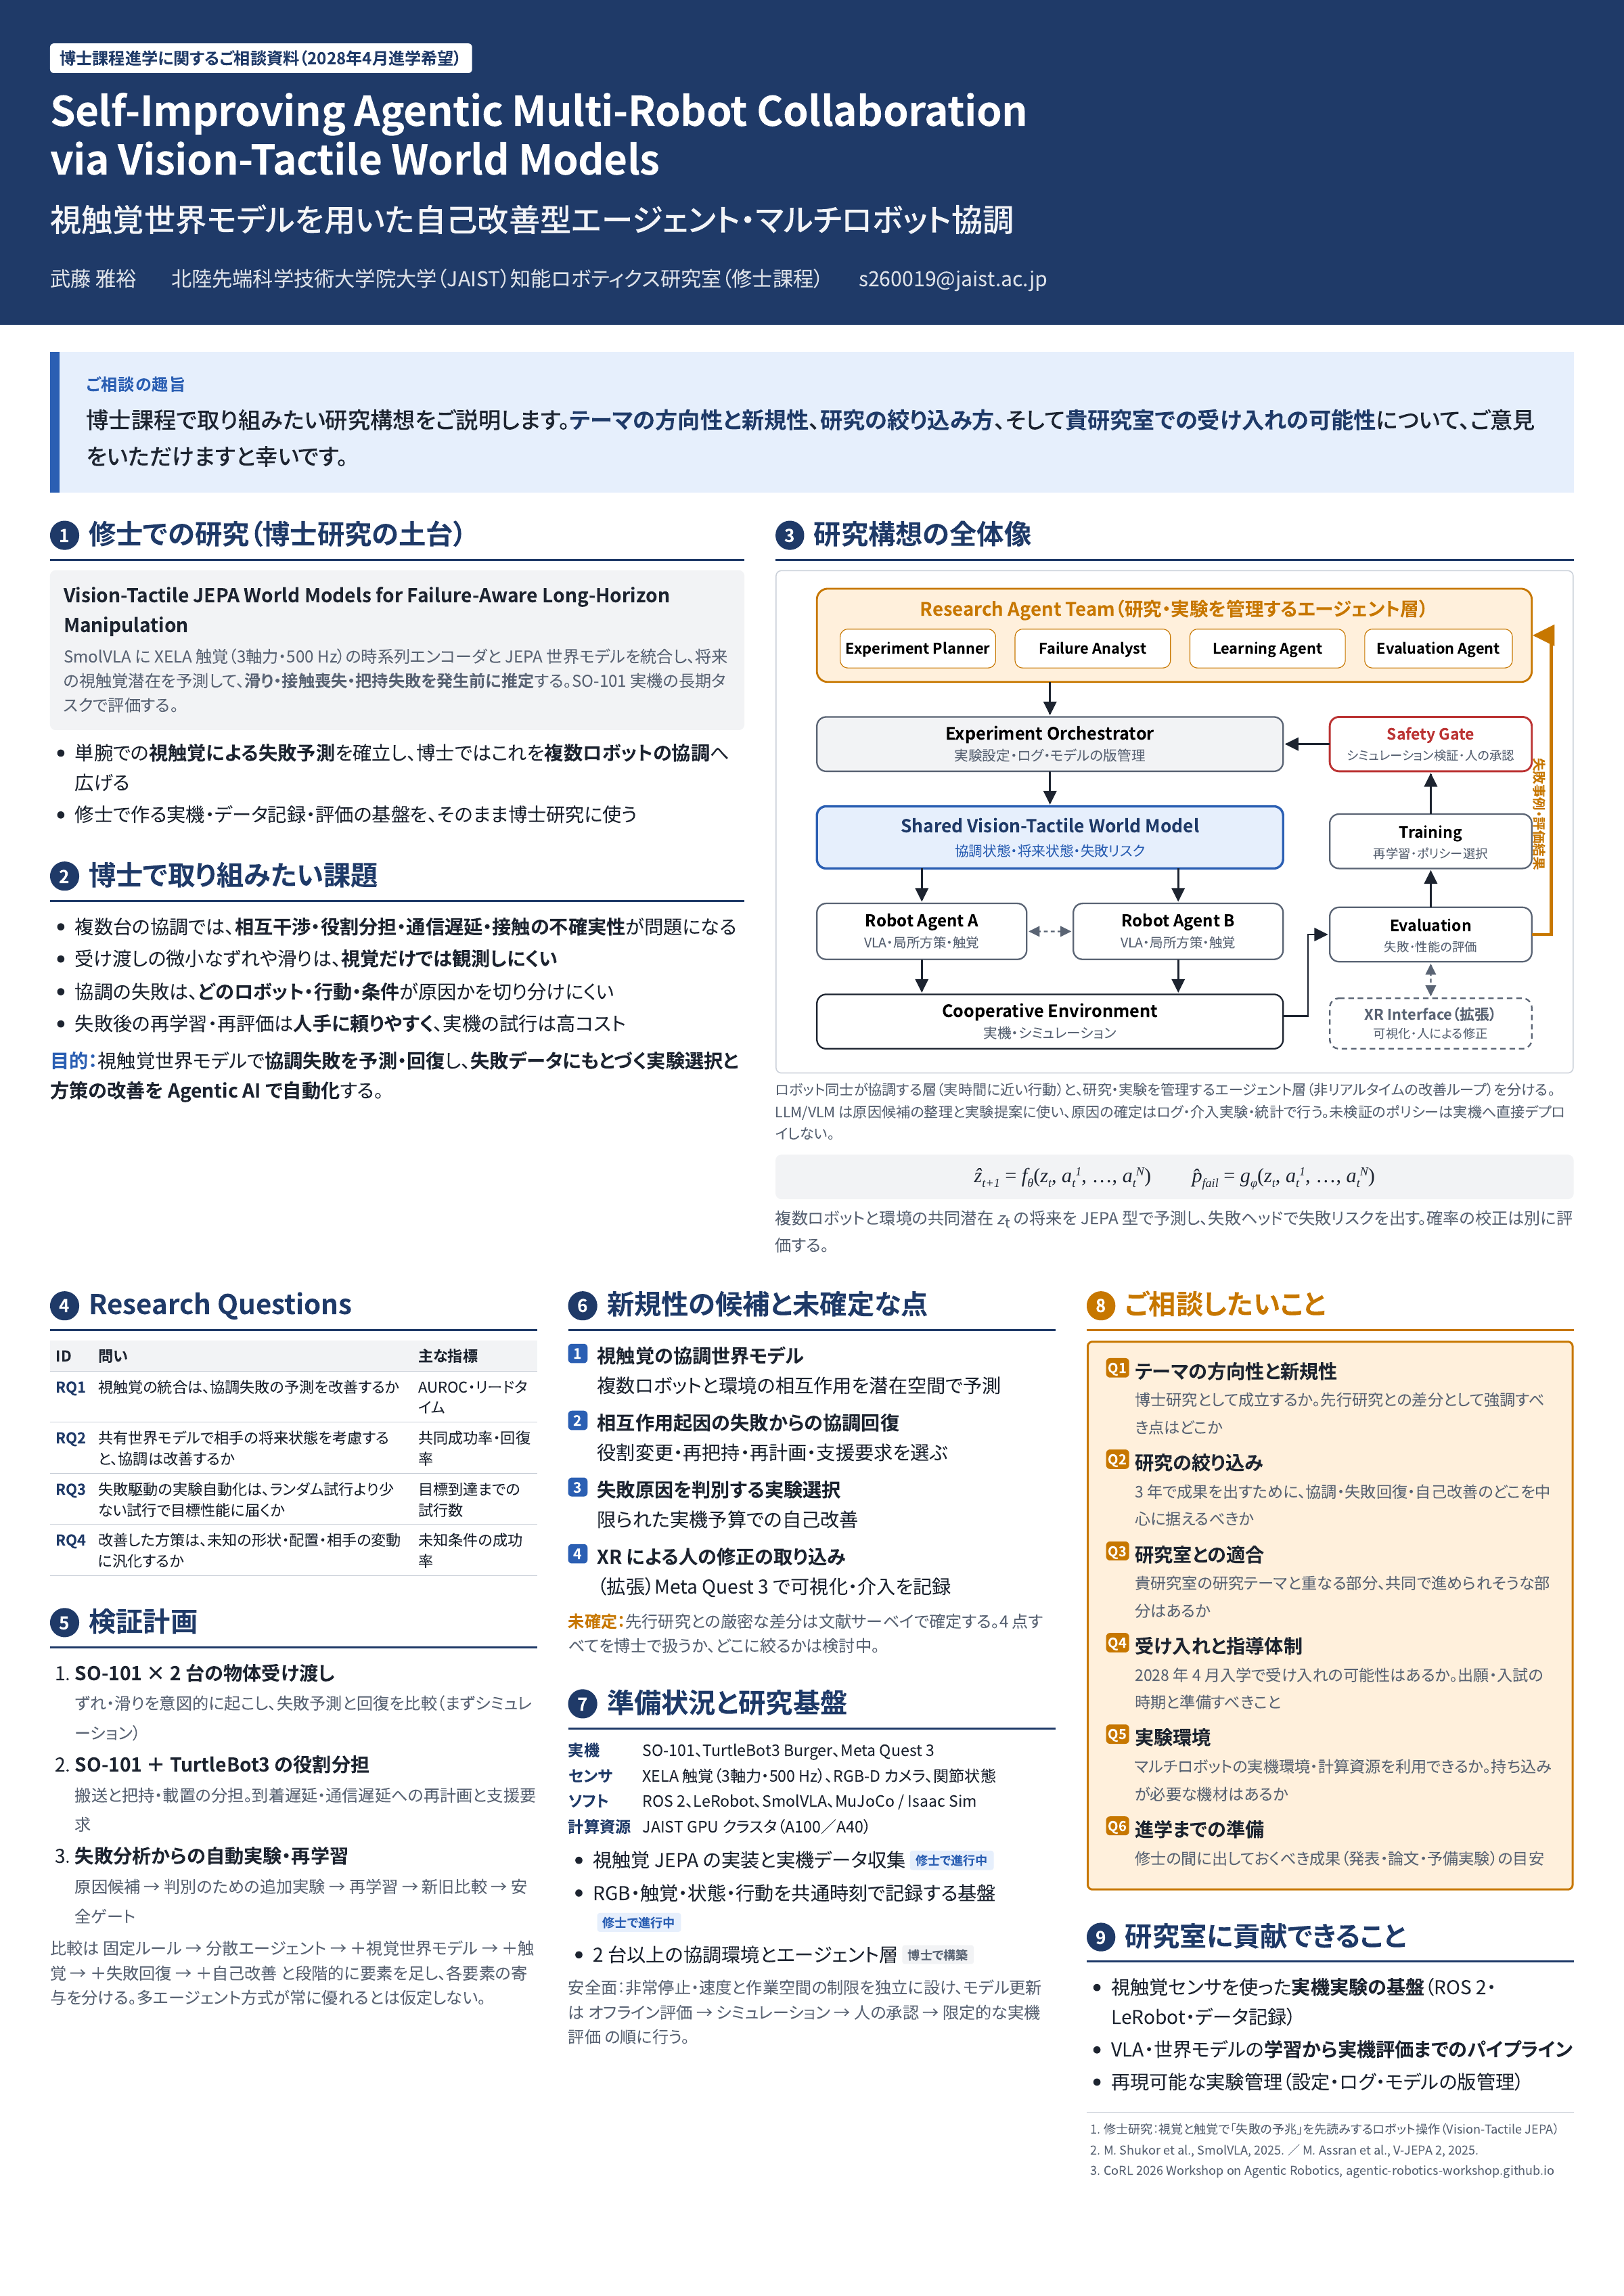 博士課程進学に関するご相談資料（2028年4月進学希望）
Self-Improving Agentic Multi-Robot Collaboration
via Vision-Tactile World Models
視触覚世界モデルを用いた自己改善型エージェント・マルチロボット協調
武藤 雅裕　北陸先端科学技術大学院大学（JAIST）知能ロボティクス研究室（修士課程）　s260019@jaist.ac.jp
ご相談の趣旨
博士課程で取り組みたい研究構想をご説明します。テーマの方向性と新規性、研究の絞り込み方、そして貴研究室での受け入れの可能性について、ご意見
をいただけますと幸いです。
1 修士での研究（博士研究の土台）
Vision-Tactile JEPA World Models for Failure-Aware Long-Horizon
Manipulation
SmolVLA に XELA 触覚（3軸力・500 Hz）の時系列エンコーダと JEPA 世界モデルを統合し、将来
の視触覚潜在を予測して、滑り・接触喪失・把持失敗を発生前に推定する。SO-101 実機の長期タ
スクで評価する。
• 単腕での視触覚による失敗予測を確立し、博士ではこれを複数ロボットの協調へ
広げる
• 修士で作る実機・データ記録・評価の基盤を、そのまま博士研究に使う
2 博士で取り組みたい課題
• 複数台の協調では、相互干渉・役割分担・通信遅延・接触の不確実性が問題になる
• 受け渡しの微小なずれや滑りは、視覚だけでは観測しにくい
• 協調の失敗は、どのロボット・行動・条件が原因かを切り分けにくい
• 失敗後の再学習・再評価は人手に頼りやすく、実機の試行は高コスト
目的：視触覚世界モデルで協調失敗を予測・回復し、失敗データにもとづく実験選択と
方策の改善を Agentic AI で自動化する。
3 研究構想の全体像
Research Agent Team（研究・実験を管理するエージェント層）
Experiment Planner
Failure Analyst
Learning Agent
Evaluation Agent
Experiment Orchestrator
実験設定・ログ・モデルの版管理
Safety Gate
シミュレーション検証・人の承認
失敗事例・評価結果
Shared Vision-Tactile World Model
協調状態・将来状態・失敗リスク
Training
再学習・ポリシー選択
Robot Agent A
VLA・局所方策・触覚
Robot Agent B
VLA・局所方策・触覚
Evaluation
失敗・性能の評価
Cooperative Environment
実機・シミュレーション
XR Interface（拡張）
可視化・人による修正
ロボット同士が協調する層（実時間に近い行動）と、研究・実験を管理するエージェント層（非リアルタイムの改善ループ）を分ける。
LLM/VLM は原因候補の整理と実験提案に使い、原因の確定はログ・介入実験・統計で行う。未検証のポリシーは実機へ直接デプロ
イしない。
ẑt+1 = fθ(zt, at1, …, atN)　p̂fail = gφ(zt, at1, …, atN)
複数ロボットと環境の共同潜在 zt の将来を JEPA 型で予測し、失敗ヘッドで失敗リスクを出す。確率の校正は別に評
価する。
4 Research Questions
ID 問い 主な指標
RQ1 視触覚の統合は、協調失敗の予測を改善するか AUROC・リードタ
イム
RQ2 共有世界モデルで相手の将来状態を考慮する 共同成功率・回復
と、協調は改善するか 率
RQ3 失敗駆動の実験自動化は、ランダム試行より少 目標到達までの
ない試行で目標性能に届くか 試行数
RQ4 改善した方策は、未知の形状・配置・相手の変動 未知条件の成功
に汎化するか 率
5 検証計画
1. SO-101 × 2 台の物体受け渡し
ずれ・滑りを意図的に起こし、失敗予測と回復を比較（まずシミュレ
ーション）
2. SO-101 ＋ TurtleBot3 の役割分担
搬送と把持・載置の分担。到着遅延・通信遅延への再計画と支援要
求
3. 失敗分析からの自動実験・再学習
原因候補 → 判別のための追加実験 → 再学習 → 新旧比較 → 安
全ゲート
比較は 固定ルール → 分散エージェント → ＋視覚世界モデル → ＋触
覚 → ＋失敗回復 → ＋自己改善 と段階的に要素を足し、各要素の寄
与を分ける。多エージェント方式が常に優れるとは仮定しない。
6 新規性の候補と未確定な点
1 視触覚の協調世界モデル
複数ロボットと環境の相互作用を潜在空間で予測
2 相互作用起因の失敗からの協調回復
役割変更・再把持・再計画・支援要求を選ぶ
3 失敗原因を判別する実験選択
限られた実機予算での自己改善
4 XR による人の修正の取り込み
（拡張）Meta Quest 3 で可視化・介入を記録
未確定：先行研究との厳密な差分は文献サーベイで確定する。4 点す
べてを博士で扱うか、どこに絞るかは検討中。
7 準備状況と研究基盤
実機 SO-101、TurtleBot3 Burger、Meta Quest 3
センサ XELA 触覚（3軸力・500 Hz）、RGB-D カメラ、関節状態
ソフト ROS 2、LeRobot、SmolVLA、MuJoCo / Isaac Sim
計算資源 JAIST GPU クラスタ（A100／A40）
• 視触覚 JEPA の実装と実機データ収集 修士で進行中
• RGB・触覚・状態・行動を共通時刻で記録する基盤
修士で進行中
• 2 台以上の協調環境とエージェント層 博士で構築
安全面：非常停止・速度と作業空間の制限を独立に設け、モデル更新
は オフライン評価 → シミュレーション → 人の承認 → 限定的な実機
評価 の順に行う。
8 ご相談したいこと
Q1 テーマの方向性と新規性
博士研究として成立するか。先行研究との差分として強調すべ
き点はどこか
Q2 研究の絞り込み
3 年で成果を出すために、協調・失敗回復・自己改善のどこを中
心に据えるべきか
Q3 研究室との適合
貴研究室の研究テーマと重なる部分、共同で進められそうな部
分はあるか
Q4 受け入れと指導体制
2028 年 4 月入学で受け入れの可能性はあるか。出願・入試の
時期と準備すべきこと
Q5 実験環境
マルチロボットの実機環境・計算資源を利用できるか。持ち込み
が必要な機材はあるか
Q6 進学までの準備
修士の間に出しておくべき成果（発表・論文・予備実験）の目安
9 研究室に貢献できること
• 視触覚センサを使った実機実験の基盤（ROS 2・
LeRobot・データ記録）
• VLA・世界モデルの学習から実機評価までのパイプライン
• 再現可能な実験管理（設定・ログ・モデルの版管理）
1. 修士研究：視覚と触覚で「失敗の予兆」を先読みするロボット操作（Vision-Tactile JEPA）
2. M. Shukor et al., SmolVLA, 2025. ／ M. Assran et al., V-JEPA 2, 2025.
3. CoRL 2026 Workshop on Agentic Robotics, agentic-robotics-workshop.github.io